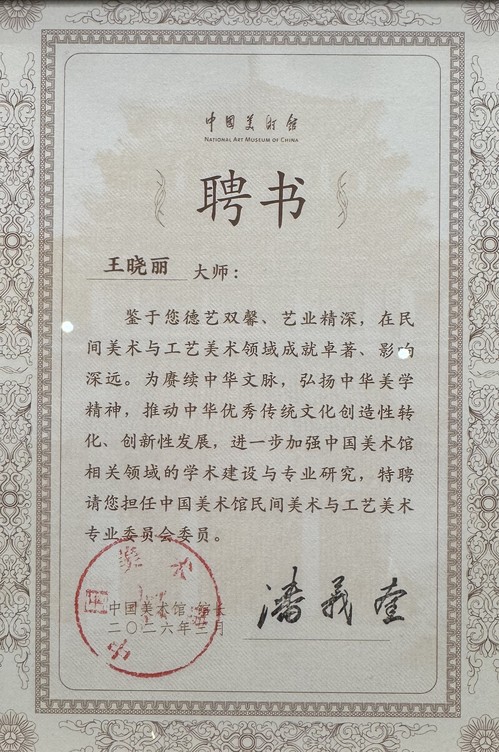 中国美术馆
NATIONAL ART MUSEUM OF CHINA
聘书
王晓丽 大师：
鉴于您德艺双馨、艺业精深，在民
间美术与工艺美术领域成就卓著、影响
深远。为赓续中华文脉，弘扬中华美学
精神，推动中华优秀传统文化创造性转
化、创新性发展，进一步加强中国美术馆
相关领域的学术建设与专业研究，特聘
请您担任中国美术馆民间美术与工艺美术
专业委员会委员。
中国美术馆 馆长
二〇二六年三月
潘義奎